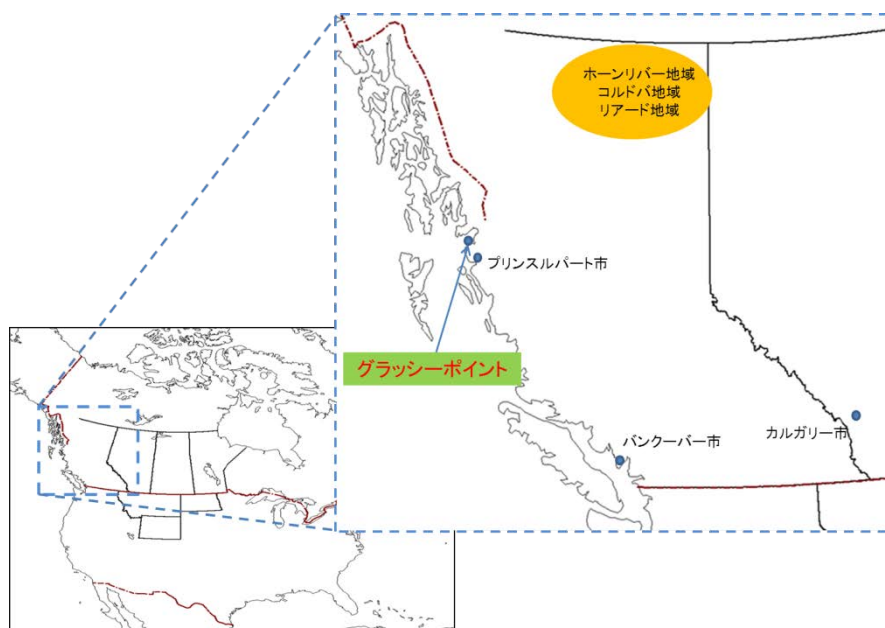 ホーンリバー地域
コルドバ地域
リアード地域
プリンスルパート市
グラッシーポイント
カルガリー市
バンクーバー市